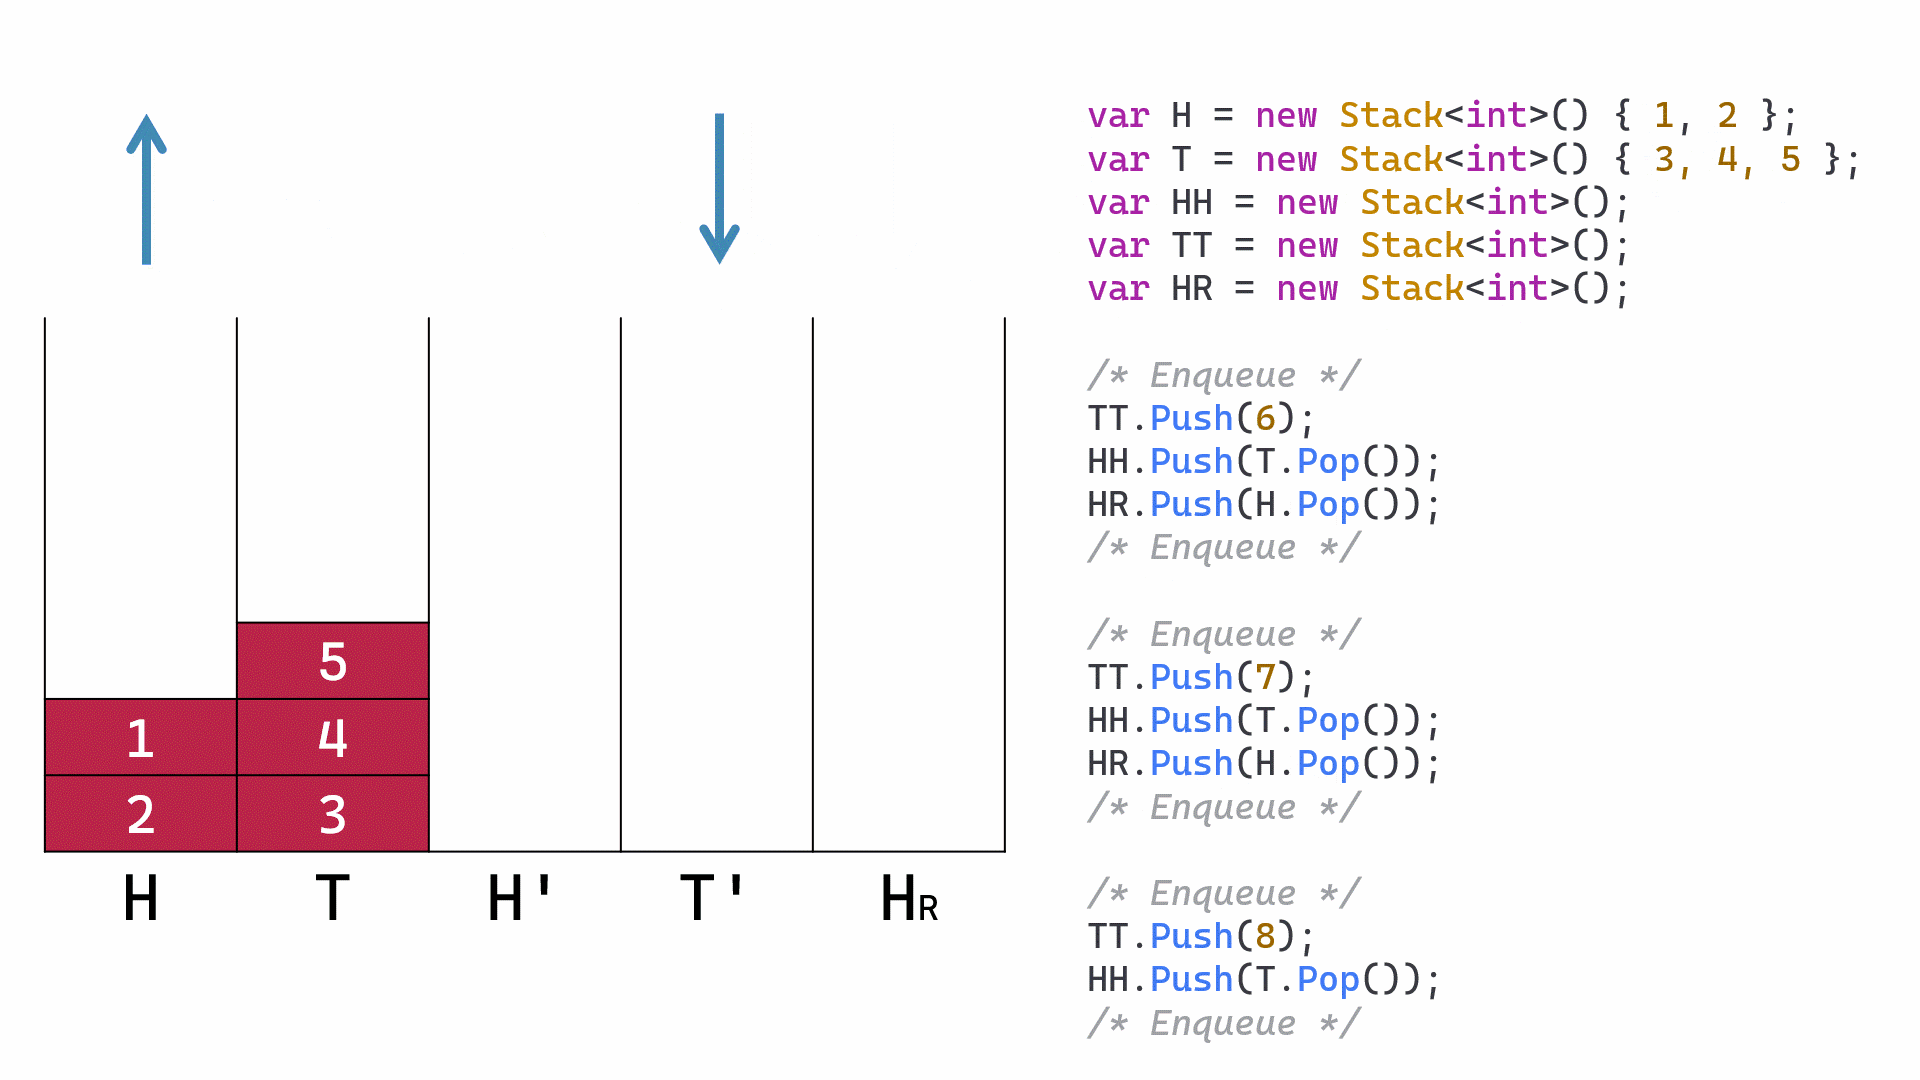 5
1 4
2 3
H T H' T' HR
var H = new Stack<int>() { 1, 2 };
var T = new Stack<int>() { 3, 4, 5 };
var HH = new Stack<int>();
var TT = new Stack<int>();
var HR = new Stack<int>();
/* Enqueue */
TT.Push(6);
HH.Push(T.Pop());
HR.Push(H.Pop());
/* Enqueue */
/* Enqueue */
TT.Push(7);
HH.Push(T.Pop());
HR.Push(H.Pop());
/* Enqueue */
/* Enqueue */
TT.Push(8);
HH.Push(T.Pop());
/* Enqueue */